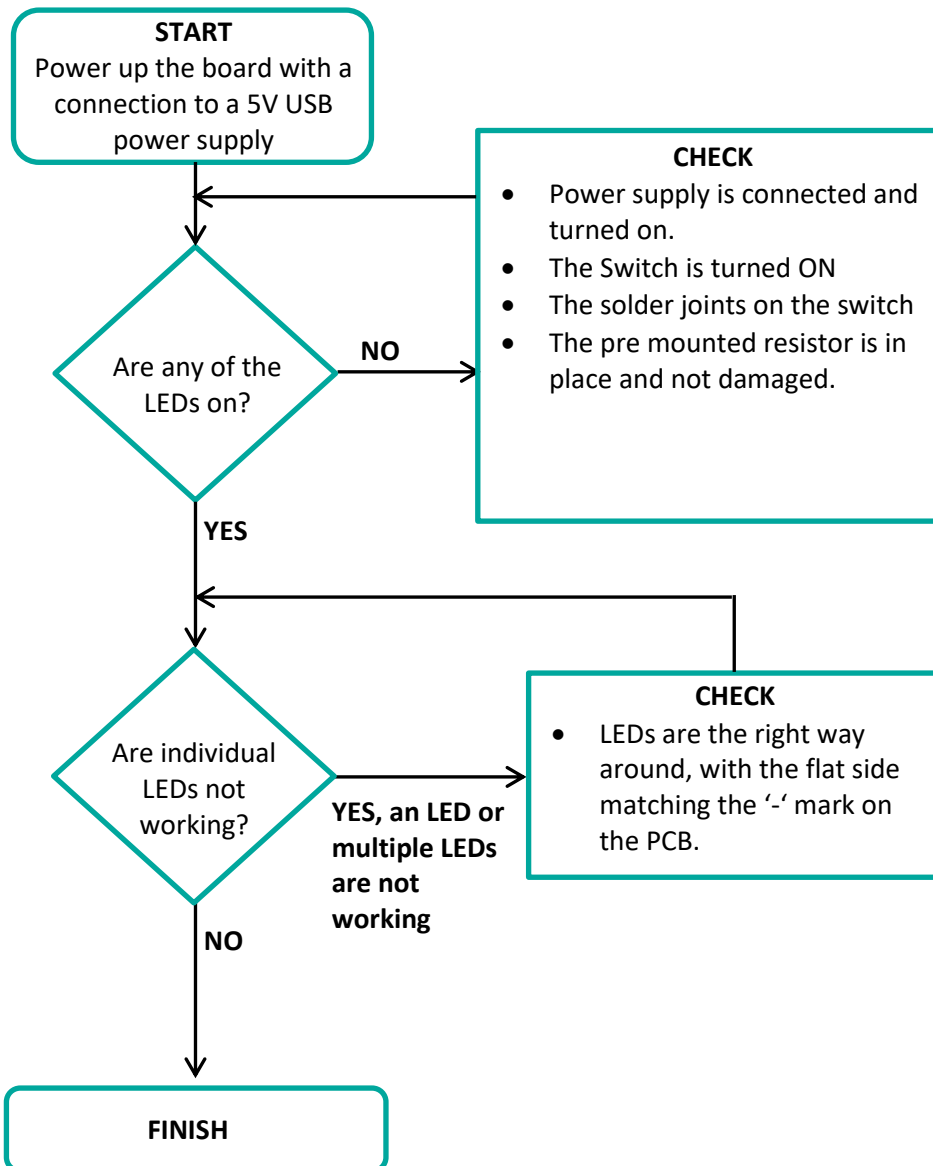 START
Power up the board with a
connection to a 5V USB
power supply
CHECK
• Power supply is connected and
turned on.
• The Switch is turned ON
• The solder joints on the switch
• The pre mounted resistor is in
place and not damaged.
Are any of the
LEDs on?
NO
YES
CHECK
• LEDs are the right way
around, with the flat side
matching the ‘-‘ mark on
the PCB.
Are individual
LEDs not
working?
YES, an LED or
multiple LEDs
are not
working
NO
FINISH